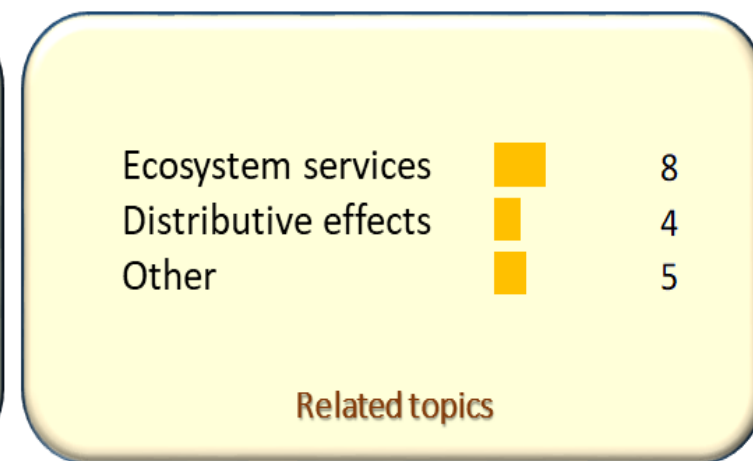 Ecosystem services 8
Distributive effects 4
Other 5
Related topics